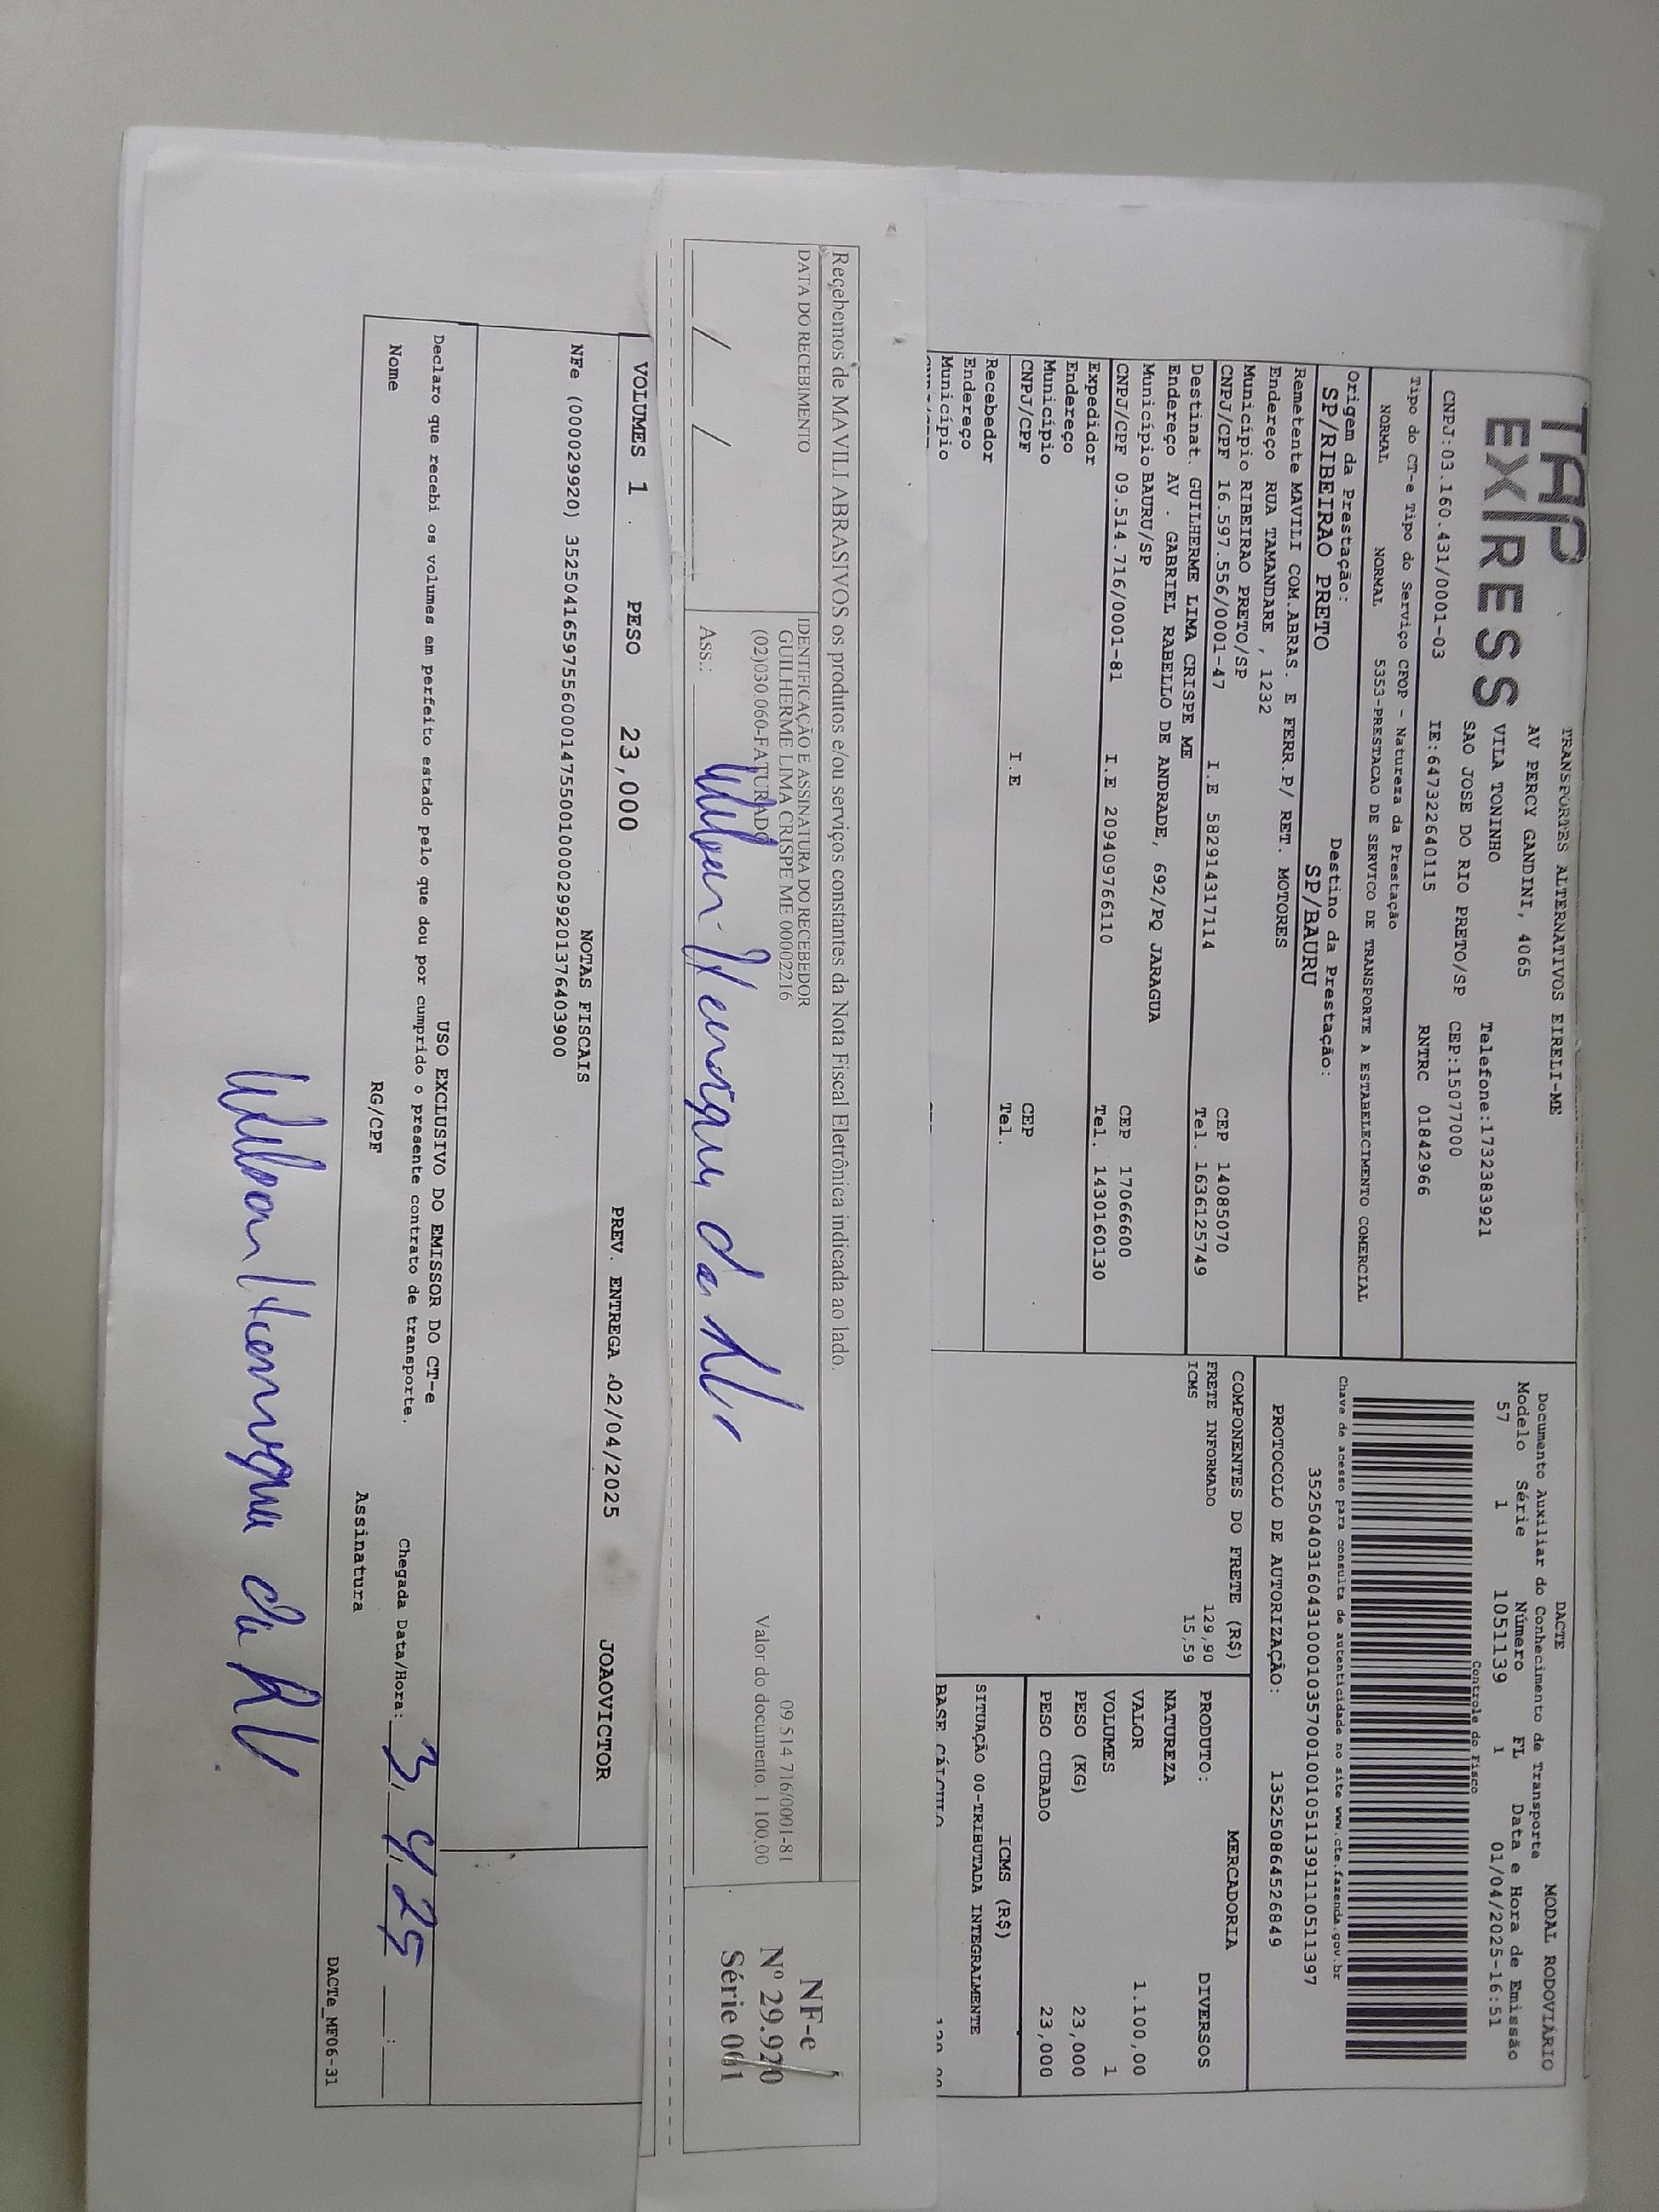 TAP
EXPRESS
TRANSPORTES ALTERNATIVOS EIRELI-ME
AV PERCY GANDINI, 4065
VILA TONINHO
Telefone:1732383921
SAO JOSE DO RIO PRETO/SP
CEP:15077000
CNPJ:03.160.431/0001-03
IE:647322640115
RNTRC 01842966
Tipo do CT-e Tipo do Serviço CFOP - Natureza da Prestação
NORMAL NORMAL 5353-PRESTACAO DE SERVICO DE TRANSPORTE A ESTABELECIMENTO COMERCIAL
Origem da Prestação:
Destino da Prestação:
SP/RIBEIRAO PRETO
SP/BAURU
Remetente MAVILI COM.ABRAS. E FERR.P/ RET. MOTORES
Endereço RUA TAMANDARE , 1232
Município RIBEIRAO PRETO/SP
CEP 14085070
CNPJ/CPF 16.597.556/0001-47 I.E 582914317114 Tel. 1636125749
Destinat. GUILHERME LIMA CRISPE ME
Endereço AV . GABRIEL RABELLO DE ANDRADE, 692/PQ JARAGUA
Município BAURU/SP
CEP 17066600
CNPJ/CPF 09.514.716/0001-81 I.E 209409766110 Tel. 1430160130
Expedidor
Endereço
Município
CEP
CNPJ/CPF I.E Tel.
Recebedor
Endereço
Município
DACTE
MODAL RODOVIÁRIO
Documento Auxiliar do Conhecimento de Transporte
Modelo Série Número FL Data e Hora de Emissão
57 1 1051139 1 01/04/2025-16:51
Controle do Fisco
Chave de acesso para consulta de autenticidade no site www.cte.fazenda.gov.br
35250403160431000103570010010511391110511397
PROTOCOLO DE AUTORIZAÇÃO: 135250864526849
COMPONENTES DO FRETE (R$)
FRETE INFORMADO 129,90
ICMS 15,59
MERCADORIA
PRODUTO: DIVERSOS
NATUREZA
VALOR 1.100,00
VOLUMES 1
PESO (KG) 23,000
PESO CUBADO 23,000
ICMS (R$)
SITUAÇÃO 00-TRIBUTADA INTEGRALMENTE
BASE CÁLCULO
Recebemos de MAVILI ABRASIVOS os produtos e/ou serviços constantes da Nota Fiscal Eletrônica indicada ao lado.
DATA DO RECEBIMENTO
IDENTIFICAÇÃO E ASSINATURA DO RECEBEDOR
GUILHERME LIMA CRISPE ME 00002216
09.514.716/0001-81
(02)030.060-FATURADO
Valor do documento. 1.100,00
___/___/___
Ass.:
NF-e
Nº 29.920
Série 001
VOLUMES 1 PESO 23,000 PREV. ENTREGA 02/04/2025 JOAOVICTOR
NOTAS FISCAIS
NFe (000029920) 35250416597556000147550010000299201376403900
USO EXCLUSIVO DO EMISSOR DO CT-e
Declaro que recebi os volumes em perfeito estado pelo que dou por cumprido o presente contrato de transporte.
Chegada Data/Hora: 3/4/25 ___:___
Nome RG/CPF Assinatura
DACTe_MF06-31